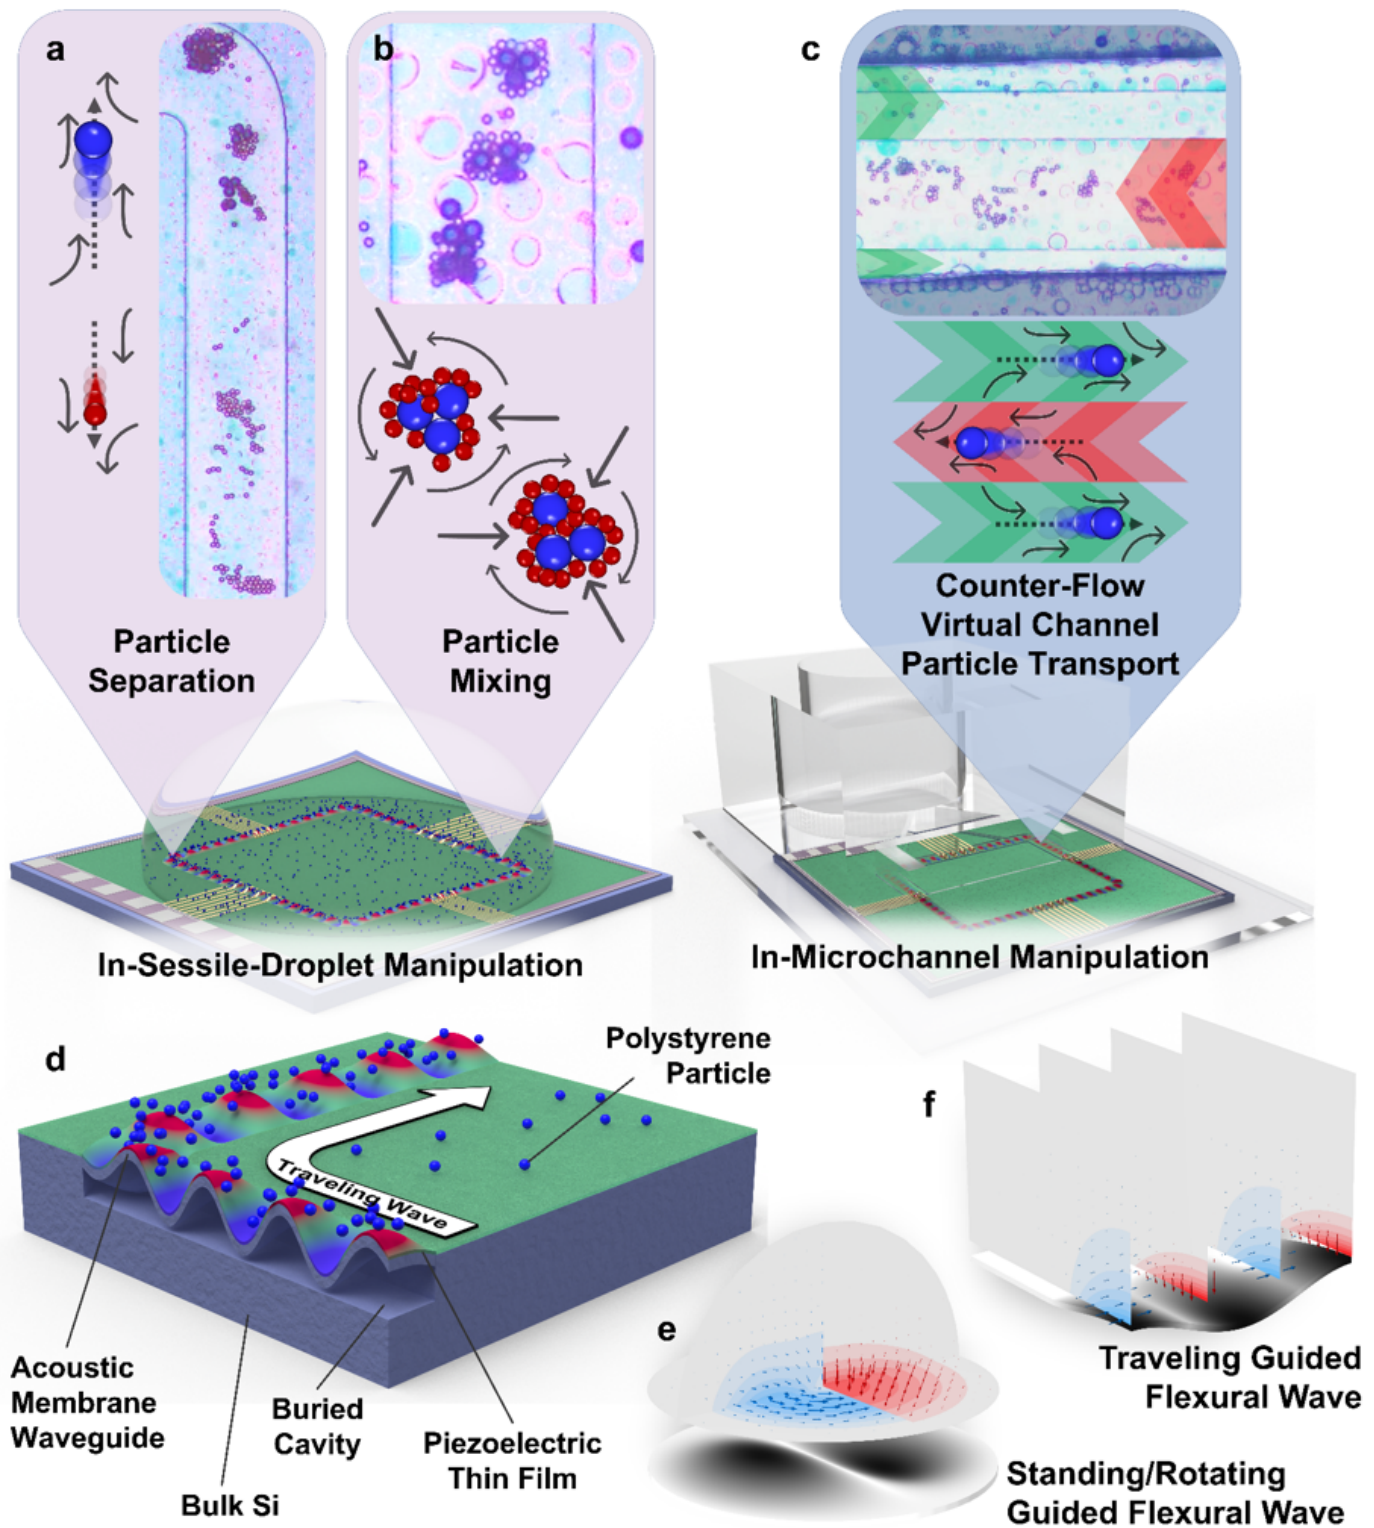 a
b
c
Particle
Separation
Particle
Mixing
Counter-Flow
Virtual Channel
Particle Transport
In-Sessile-Droplet Manipulation
In-Microchannel Manipulation
d
Polystyrene
Particle
Traveling Wave
Acoustic
Membrane
Waveguide
Buried
Cavity
Piezoelectric
Thin Film
Bulk Si
f
Traveling Guided
Flexural Wave
e
Standing/Rotating
Guided Flexural Wave